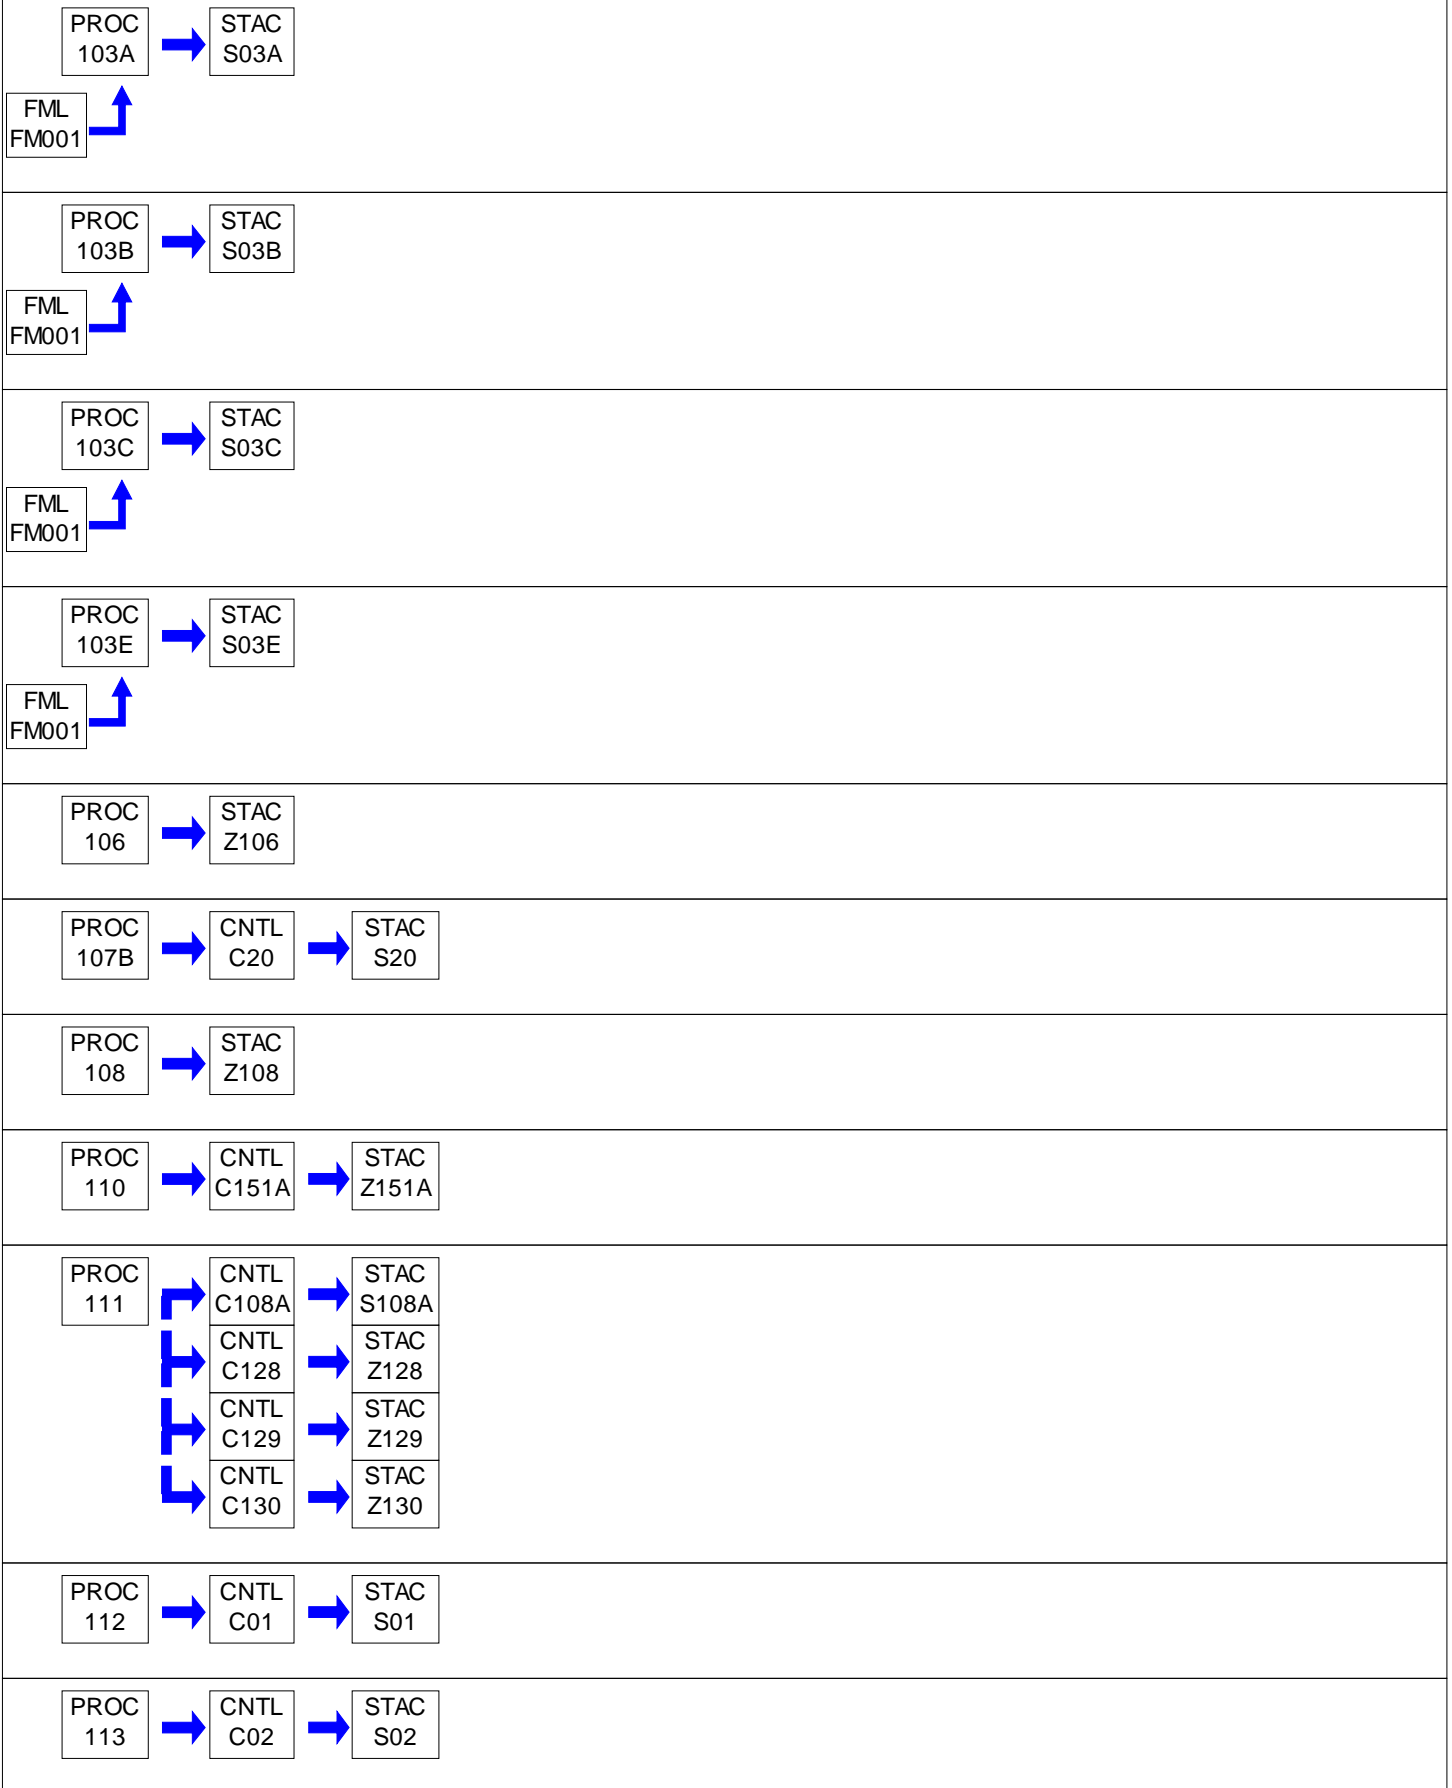 PROC
103A
STAC
S03A
FML
FM001
PROC
103B
STAC
S03B
FML
FM001
PROC
103C
STAC
S03C
FML
FM001
PROC
103E
STAC
S03E
FML
FM001
PROC
106
STAC
Z106
PROC
107B
CNTL
C20
STAC
S20
PROC
108
STAC
Z108
PROC
110
CNTL
C151A
STAC
Z151A
PROC
111
CNTL
C108A
STAC
S108A
CNTL
C128
STAC
Z128
CNTL
C129
STAC
Z129
CNTL
C130
STAC
Z130
PROC
112
CNTL
C01
STAC
S01
PROC
113
CNTL
C02
STAC
S02